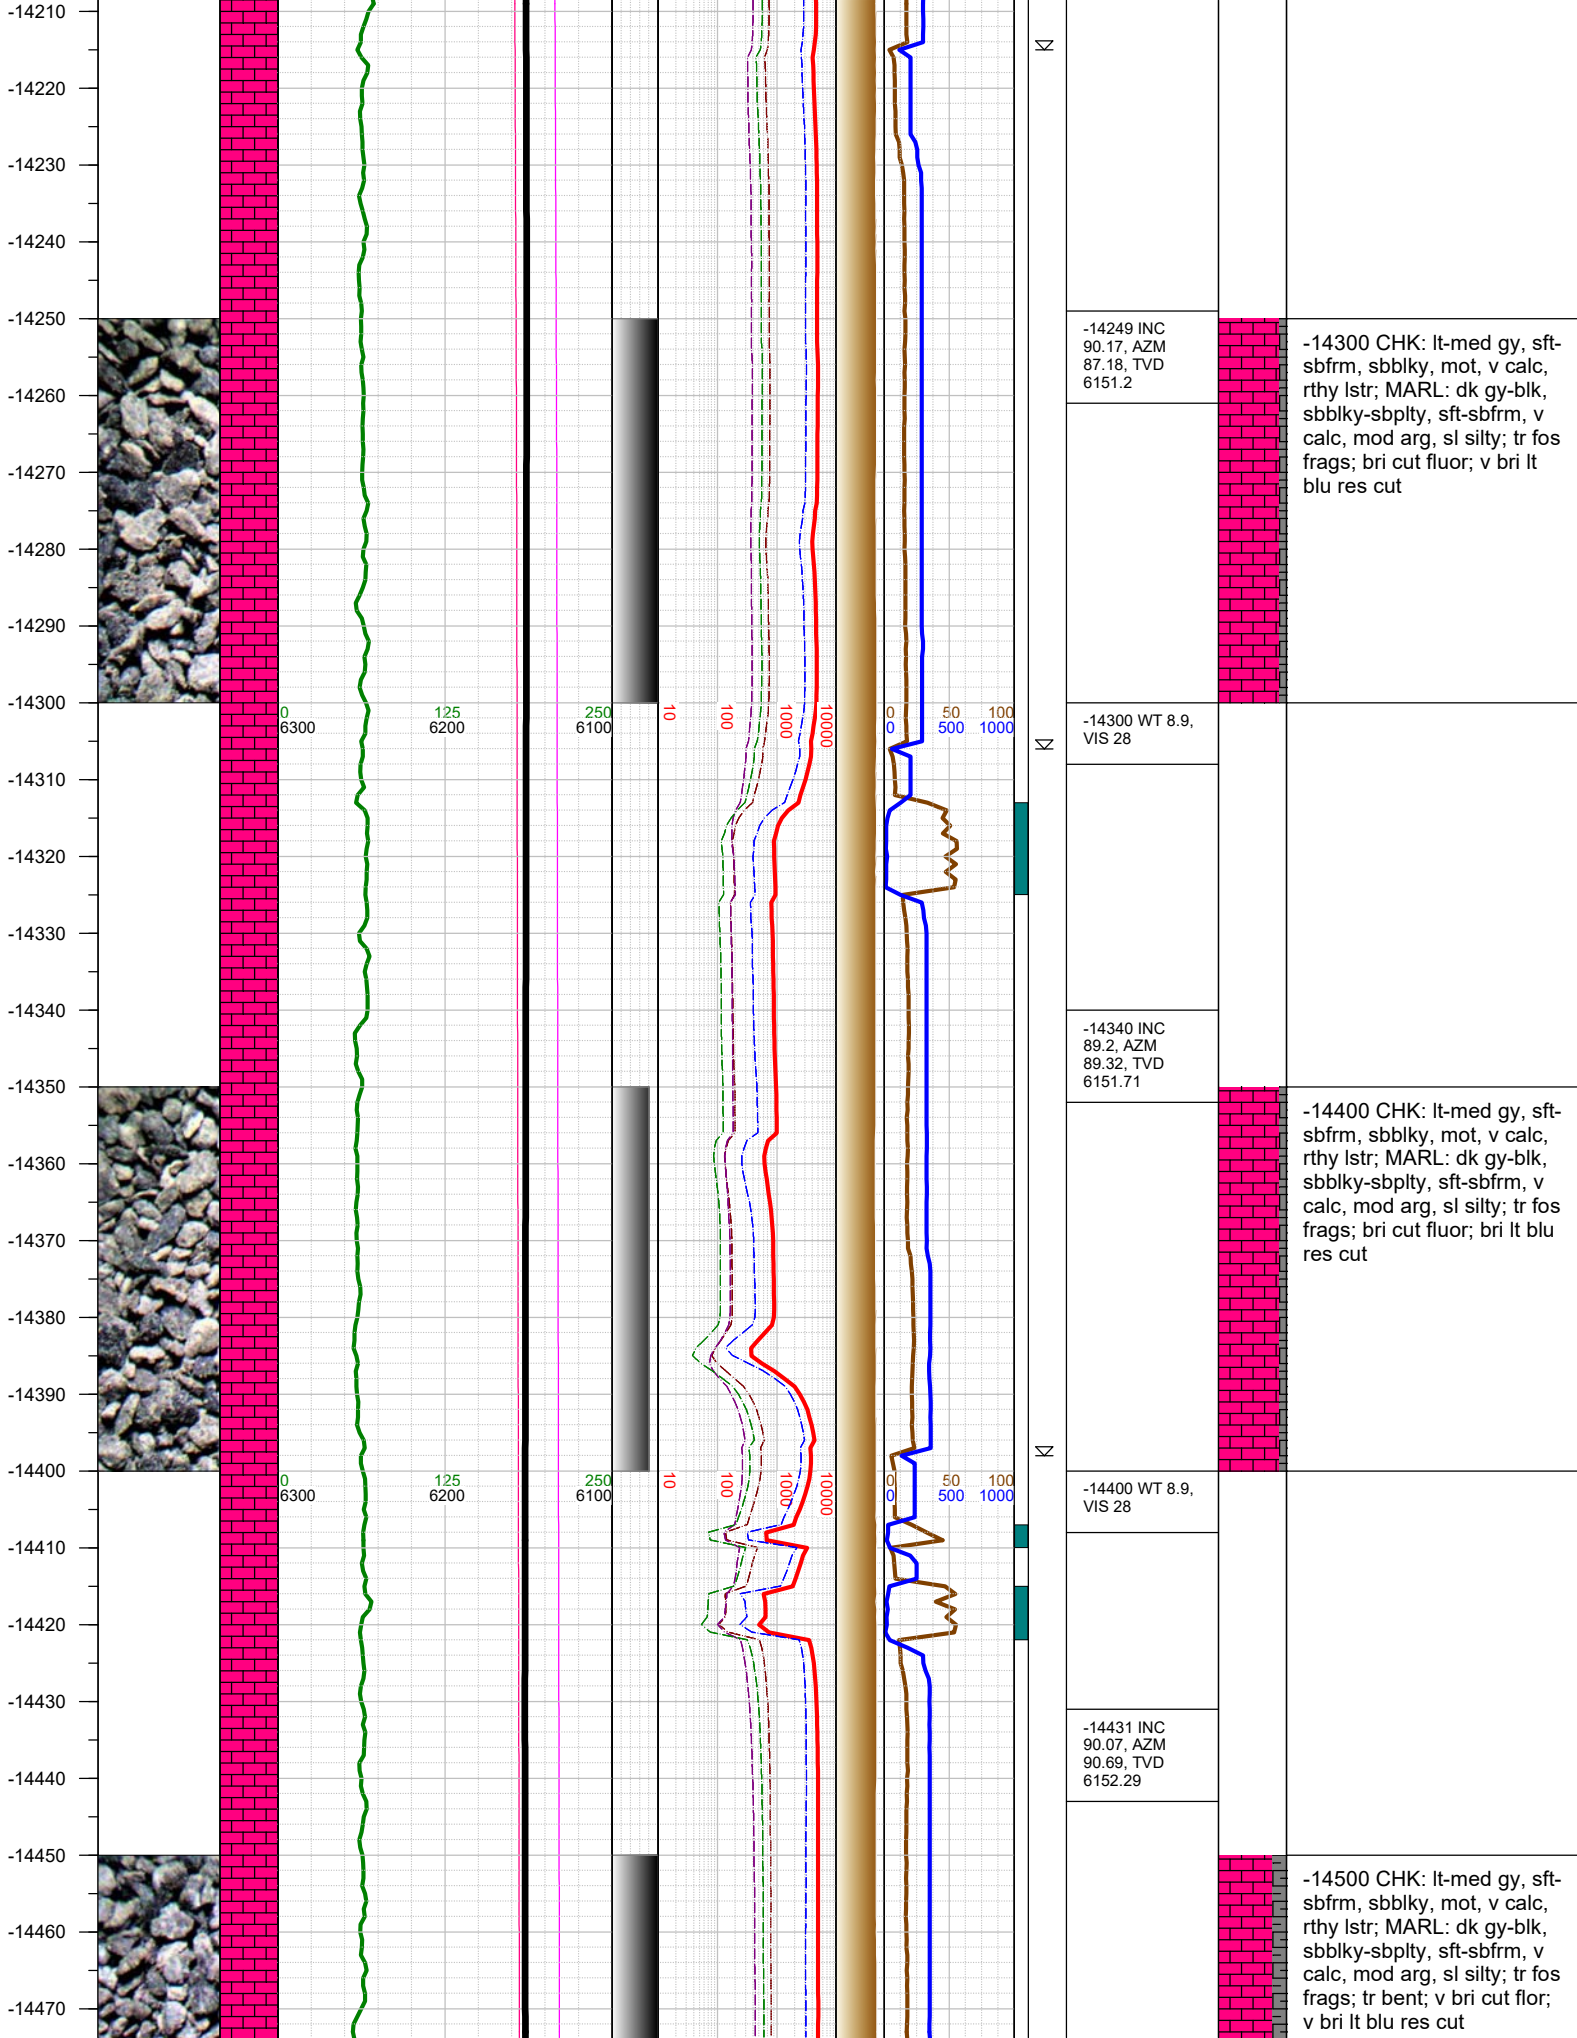 -14210
-14220
-14230
-14240
-14250
-14249 INC
90.17, AZM
87.18, TVD
6151.2
-14300 CHK: lt-med gy, sft-
sbfrm, sbblky, mot, v calc,
rthy lstr; MARL: dk gy-blk,
sbblky-sbplty, sft-sbfrm, v
calc, mod arg, sl silty; tr fos
frags; bri cut fluor; v bri lt
blu res cut
-14260
-14270
-14280
-14290
-14300
0 125 250
6300 6200 6100
10 100 1000 10000
0 50 100
0 500 1000
-14300 WT 8.9,
VIS 28
-14310
-14320
-14330
-14340
-14340 INC
89.2, AZM
89.32, TVD
6151.71
-14350
-14400 CHK: lt-med gy, sft-
sbfrm, sbblky, mot, v calc,
rthy lstr; MARL: dk gy-blk,
sbblky-sbplty, sft-sbfrm, v
calc, mod arg, sl silty; tr fos
frags; bri cut fluor; bri lt blu
res cut
-14360
-14370
-14380
-14390
-14400
0 125 250
6300 6200 6100
10 100 1000 10000
0 50 100
0 500 1000
-14400 WT 8.9,
VIS 28
-14410
-14420
-14430
-14431 INC
90.07, AZM
90.69, TVD
6152.29
-14440
-14450
-14500 CHK: lt-med gy, sft-
sbfrm, sbblky, mot, v calc,
rthy lstr; MARL: dk gy-blk,
sbblky-sbplty, sft-sbfrm, v
calc, mod arg, sl silty; tr fos
frags; tr bent; v bri cut flor;
v bri lt blu res cut
-14460
-14470